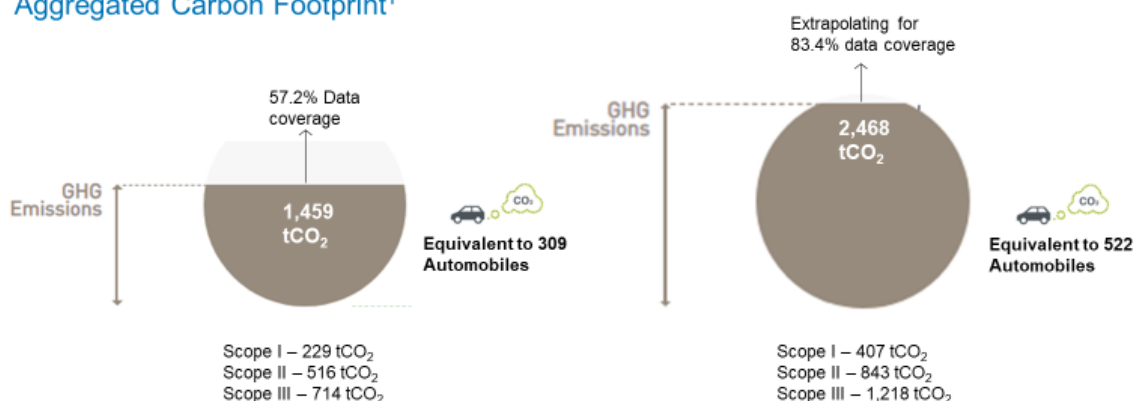 Aggregated Carbon Footprint¹
57.2% Data
coverage
GHG
Emissions
1,459
tCO₂
CO₂
Equivalent to 309
Automobiles
Scope I – 229 tCO₂
Scope II – 516 tCO₂
Scope III – 714 tCO₂
Extrapolating for
83.4% data coverage
GHG
Emissions
2,468
tCO₂
CO₂
Equivalent to 522
Automobiles
Scope I – 407 tCO₂
Scope II – 843 tCO₂
Scope III – 1,218 tCO₂